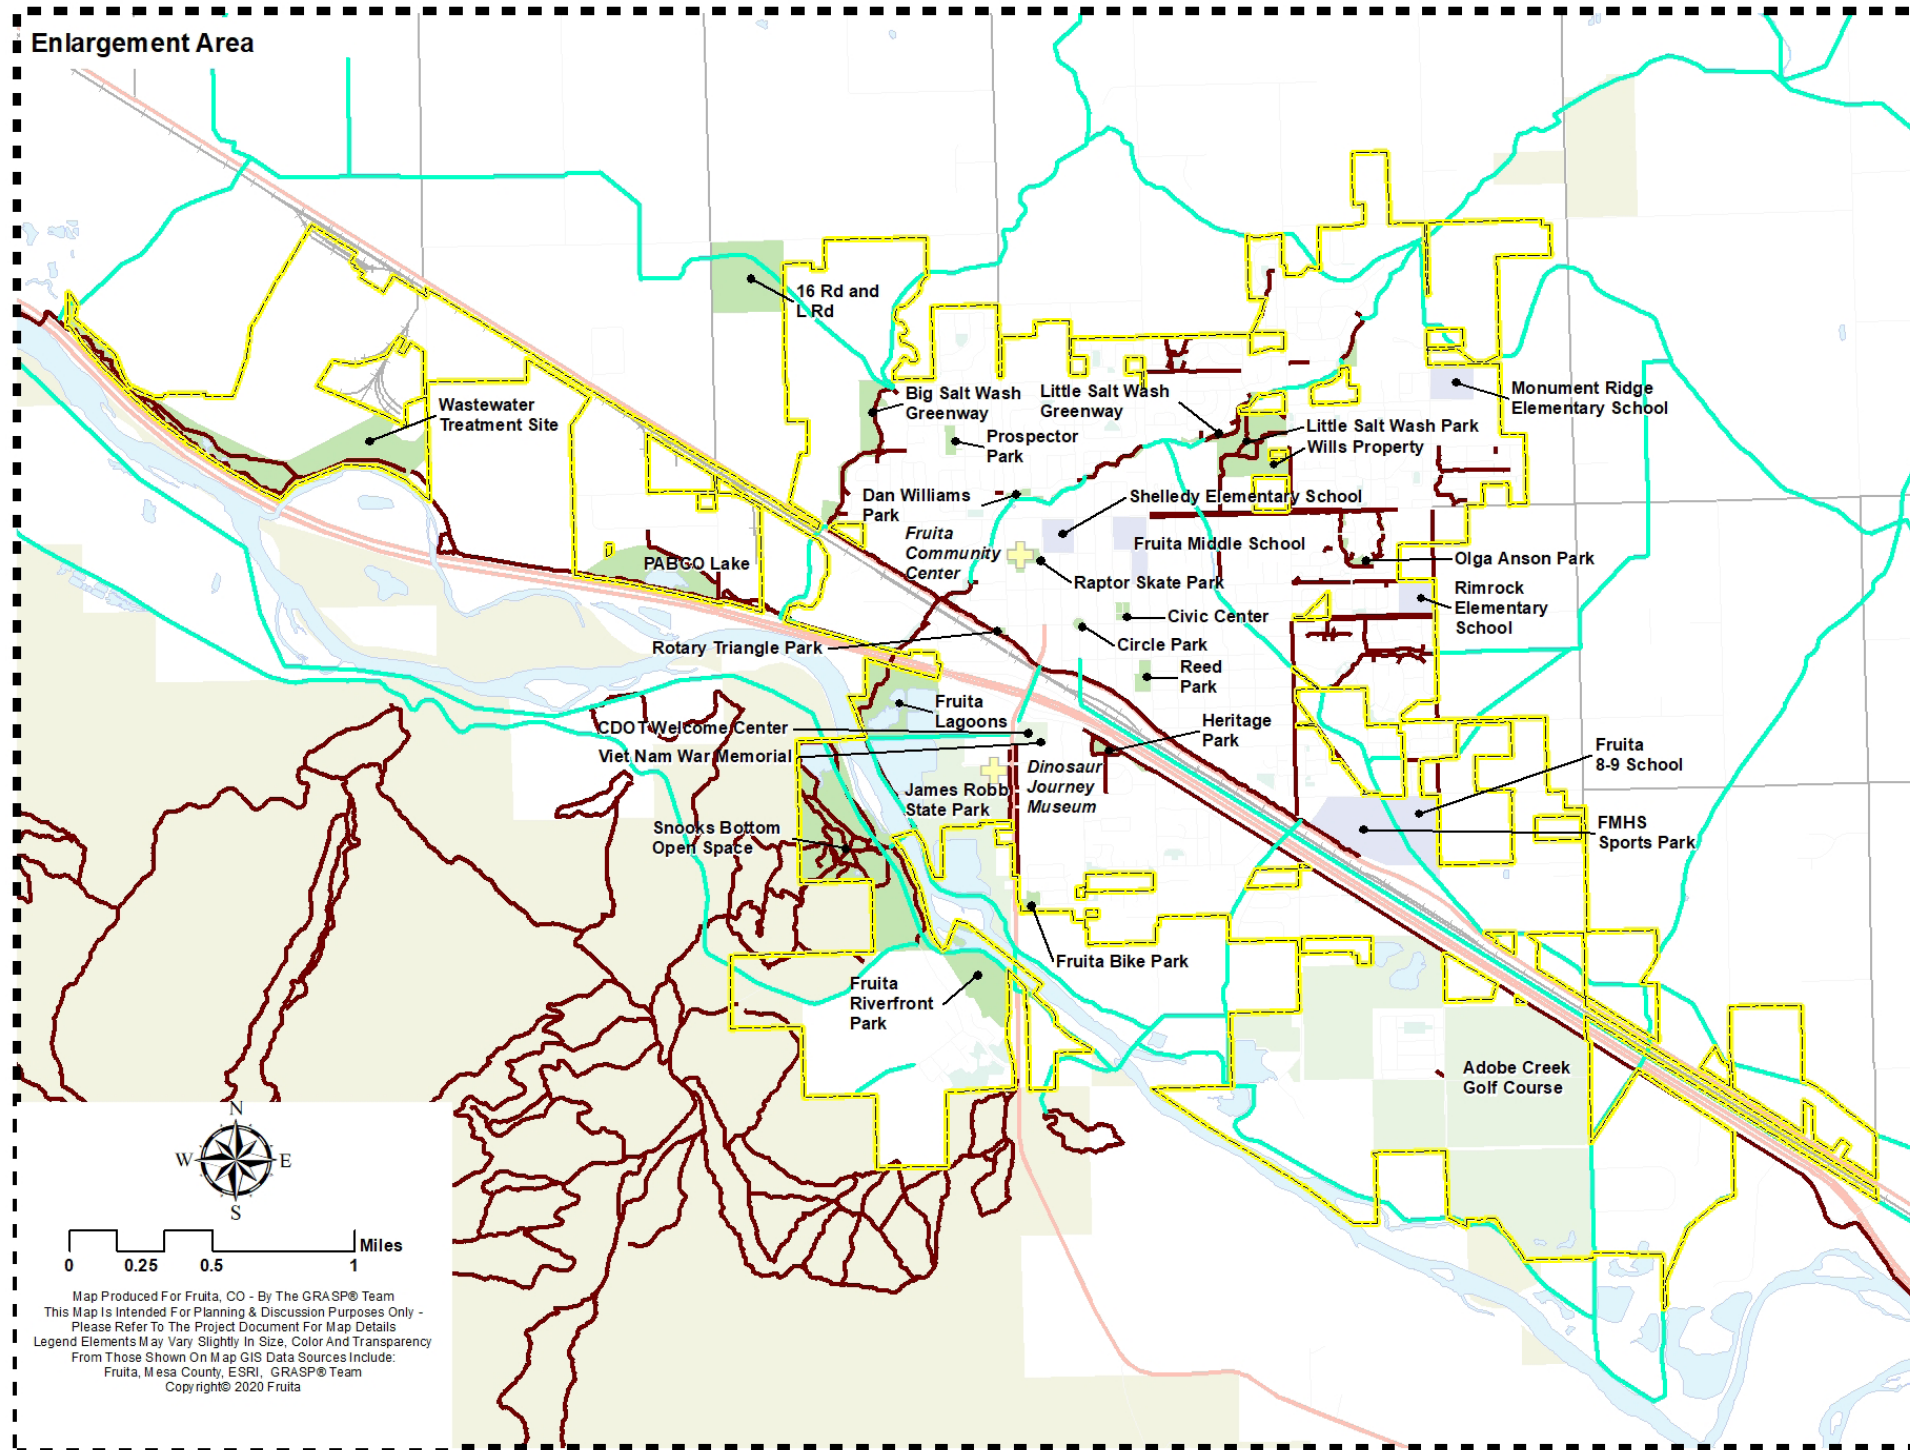 Enlargement Area
16 Rd and
L Rd
Wastewater
Treatment Site
Big Salt Wash
Greenway
Little Salt Wash
Greenway
Monument Ridge
Elementary School
Prospector
Park
Little Salt Wash Park
Wills Property
Dan Williams
Park
Shelledy Elementary School
Fruita
Community
Center
Fruita Middle School
PABCO Lake
Olga Anson Park
Raptor Skate Park
Rimrock
Elementary
School
Civic Center
Circle Park
Rotary Triangle Park
Reed
Park
Fruita
Lagoons
CDOT Welcome Center
Heritage
Park
Viet Nam War Memorial
Fruita
8-9 School
Dinosaur
Journey
Museum
James Robb
State Park
Snooks Bottom
Open Space
FMHS
Sports Park
Fruita Bike Park
Fruita
Riverfront
Park
Adobe Creek
Golf Course
N
W E
S
Miles
0 0.25 0.5 1
Map Produced For Fruita, CO - By The GRASP® Team
This Map Is Intended For Planning & Discussion Purposes Only -
Please Refer To The Project Document For Map Details
Legend Elements May Vary Slightly In Size, Color And Transparency
From Those Shown On Map GIS Data Sources Include:
Fruita, Mesa County, ESRI, GRASP® Team
Copyright© 2020 Fruita